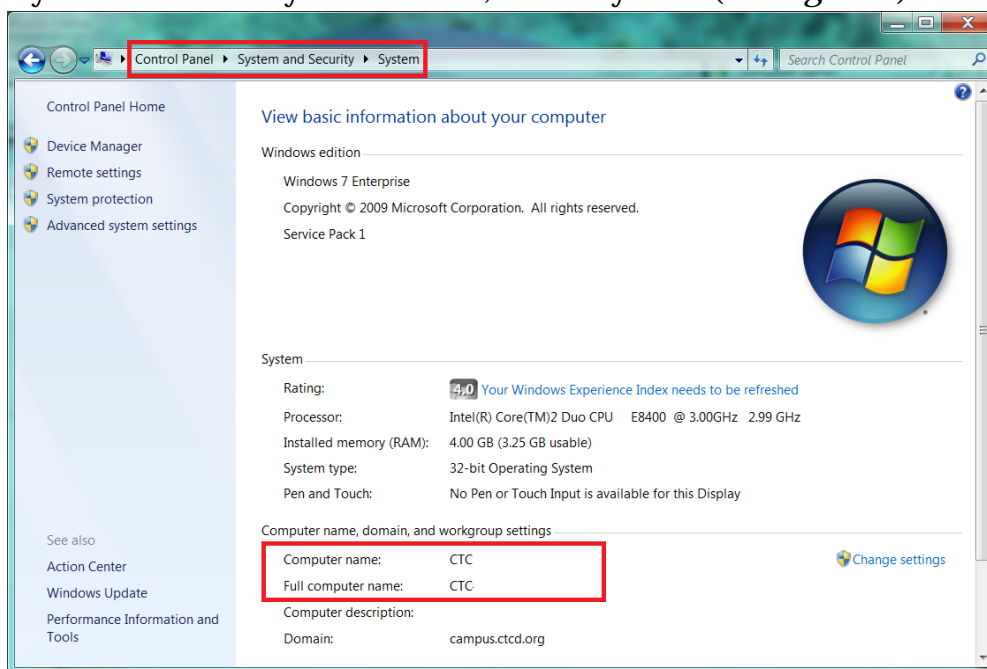 Control Panel ▸ System and Security ▸ System
Search Control Panel
Control Panel Home
Device Manager
Remote settings
System protection
Advanced system settings
See also
Action Center
Windows Update
Performance Information and
Tools
View basic information about your computer
Windows edition
Windows 7 Enterprise
Copyright © 2009 Microsoft Corporation. All rights reserved.
Service Pack 1
System
Rating: 4.0 Your Windows Experience Index needs to be refreshed
Processor: Intel(R) Core(TM)2 Duo CPU E8400 @ 3.00GHz 2.99 GHz
Installed memory (RAM): 4.00 GB (3.25 GB usable)
System type: 32-bit Operating System
Pen and Touch: No Pen or Touch Input is available for this Display
Computer name, domain, and workgroup settings
Computer name: CTC
Change settings
Full computer name: CTC
Computer description:
Domain: campus.ctcd.org